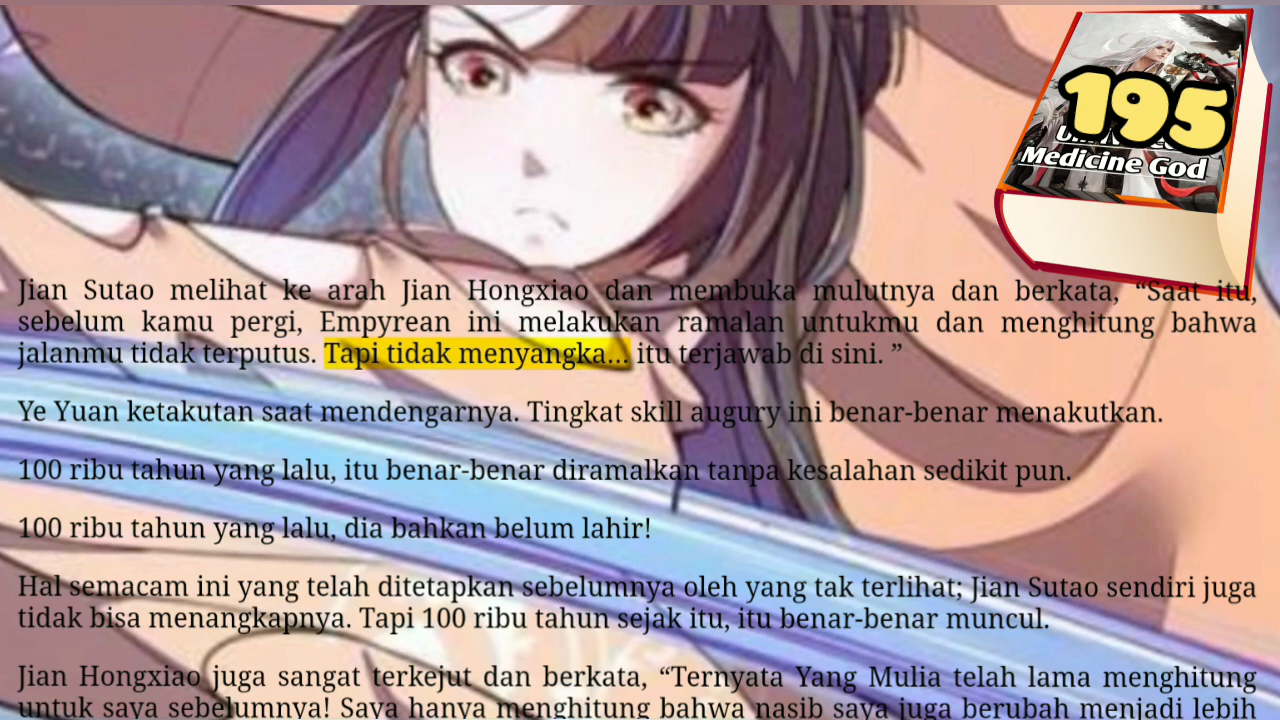 195
Medicine God
Jian Sutao melihat ke arah Jian Hongxiao dan membuka mulutnya dan berkata, “Saat itu,
sebelum kamu pergi, Empyrean ini melakukan ramalan untukmu dan menghitung bahwa
jalanmu tidak terputus. Tapi tidak menyangka... itu terjawab di sini. ”
Ye Yuan ketakutan saat mendengarnya. Tingkat skill augury ini benar-benar menakutkan.
100 ribu tahun yang lalu, itu benar-benar diramalkan tanpa kesalahan sedikit pun.
100 ribu tahun yang lalu, dia bahkan belum lahir!
Hal semacam ini yang telah ditetapkan sebelumnya oleh yang tak terlihat; Jian Sutao sendiri juga
tidak bisa menangkapnya. Tapi 100 ribu tahun sejak itu, itu benar-benar muncul.
Jian Hongxiao juga sangat terkejut dan berkata, “Ternyata Yang Mulia telah lama menghitung
untuk saya sebelumnya! Saya hanya menghitung bahwa nasib saya juga berubah menjadi lebih